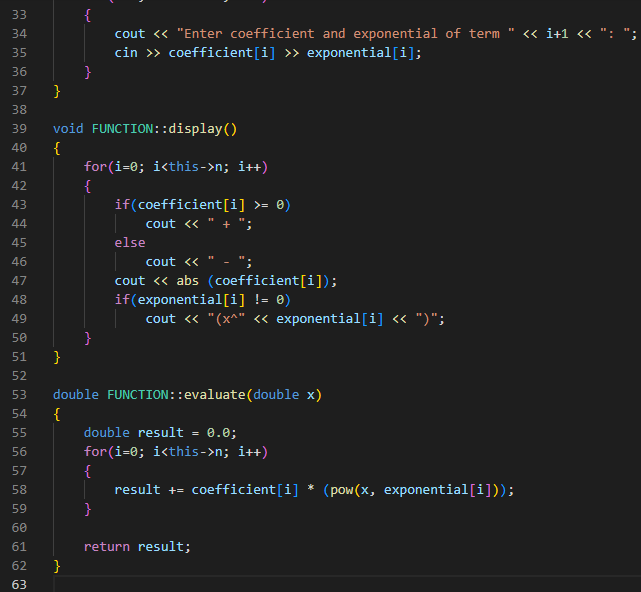 33 {
34 cout << "Enter coefficient and exponential of term " << i+1 << ": ";
35 cin >> coefficient[i] >> exponential[i];
36 }
37 }
38
39 void FUNCTION::display()
40 {
41 for(i=0; i<this->n; i++)
42 {
43 if(coefficient[i] >= 0)
44 cout << " + ";
45 else
46 cout << " - ";
47 cout << abs (coefficient[i]);
48 if(exponential[i] != 0)
49 cout << "(x^" << exponential[i] << ")";
50 }
51 }
52
53 double FUNCTION::evaluate(double x)
54 {
55 double result = 0.0;
56 for(i=0; i<this->n; i++)
57 {
58 result += coefficient[i] * (pow(x, exponential[i]));
59 }
60
61 return result;
62 }
63